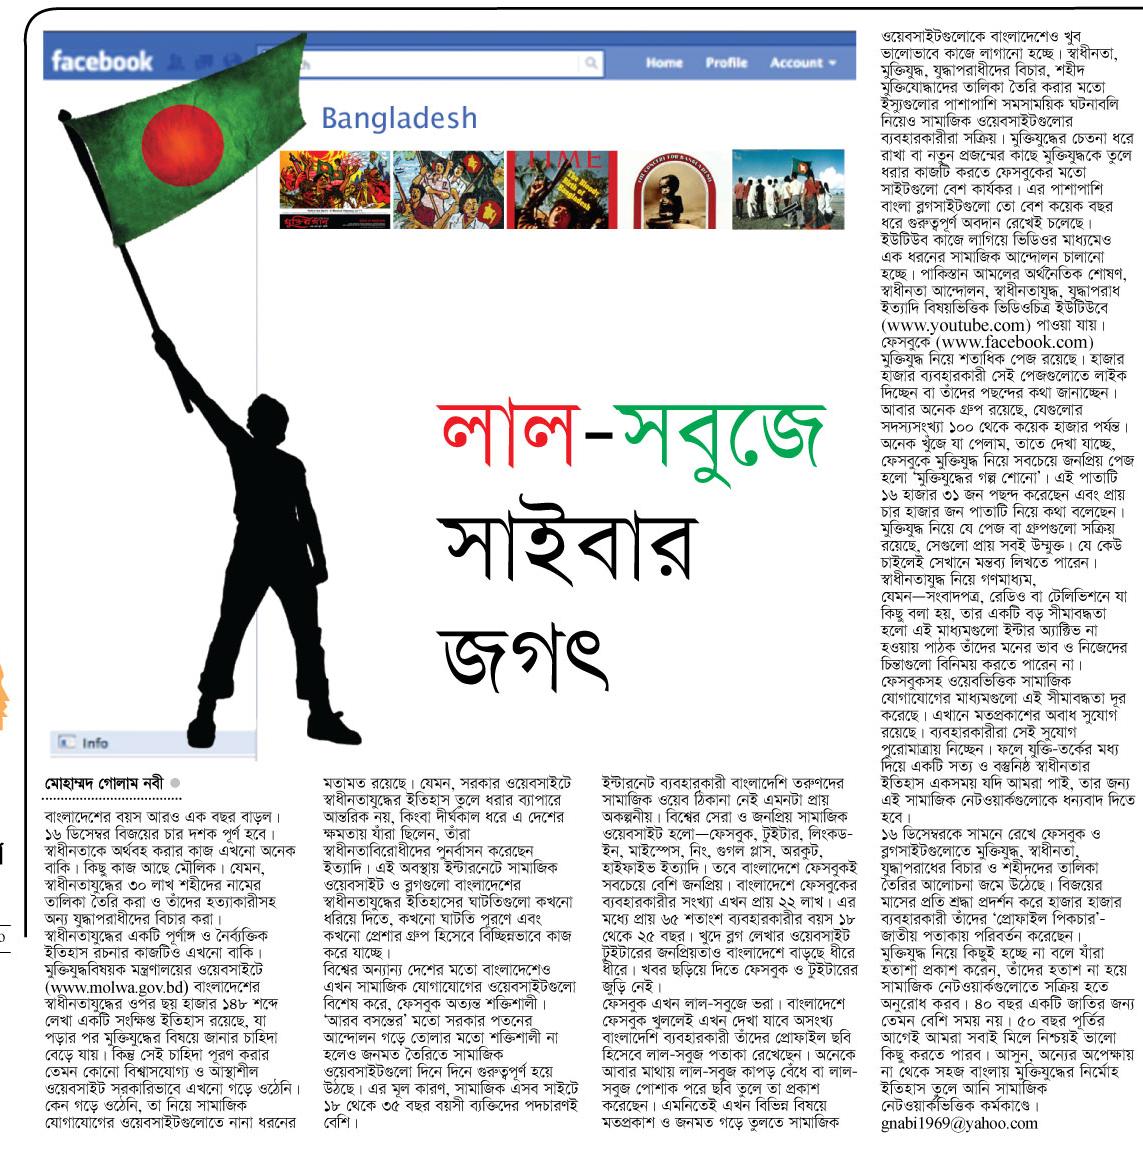 facebook
Home Profile Account
Bangladesh
TIME
The Bloody Birth of Bangladesh
THE CONCERT FOR BANGLADESH
লাল-সবুজে
সাইবার
জগৎ
Info
মোহাম্মদ গোলাম নবী
বাংলাদেশের বয়স আরও এক বছর বাড়ল।
১৬ ডিসেম্বর বিজয়ের চার দশক পূর্ণ হবে।
স্বাধীনতাকে অর্থবহ করার কাজ এখনো অনেক
বাকি। কিছু কাজ আছে মৌলিক। যেমন,
স্বাধীনতাযুদ্ধের ৩০ লাখ শহীদের নামের
তালিকা তৈরি করা ও তাঁদের হত্যাকারীসহ
অন্য যুদ্ধাপরাধীদের বিচার করা।
স্বাধীনতাযুদ্ধের একটি পূর্ণাঙ্গ ও নৈর্ব্যক্তিক
ইতিহাস রচনার কাজটিও এখনো বাকি।
মুক্তিযুদ্ধবিষয়ক মন্ত্রণালয়ের ওয়েবসাইটে
(www.molwa.gov.bd) বাংলাদেশের
স্বাধীনতাযুদ্ধের ওপর ছয় হাজার ১৪৮ শব্দে
লেখা একটি সংক্ষিপ্ত ইতিহাস রয়েছে, যা
পড়ার পর মুক্তিযুদ্ধের বিষয়ে জানার চাহিদা
বেড়ে যায়। কিন্তু সেই চাহিদা পূরণ করার
তেমন কোনো বিশ্বাসযোগ্য ও আস্থাশীল
ওয়েবসাইট সরকারিভাবে এখনো গড়ে ওঠেনি।
কেন গড়ে ওঠেনি, তা নিয়ে সামাজিক
যোগাযোগের ওয়েবসাইটগুলোতে নানা ধরনের
মতামত রয়েছে। যেমন, সরকার ওয়েবসাইটে
স্বাধীনতাযুদ্ধের ইতিহাস তুলে ধরার ব্যাপারে
আন্তরিক নয়, কিংবা দীর্ঘকাল ধরে এ দেশের
ক্ষমতায় যাঁরা ছিলেন, তাঁরা
স্বাধীনতাবিরোধীদের পুনর্বাসন করেছেন
ইত্যাদি। এই অবস্থায় ইন্টারনেটে সামাজিক
ওয়েবসাইট ও ব্লগগুলো বাংলাদেশের
স্বাধীনতাযুদ্ধের ইতিহাসের ঘাটতিগুলো কখনো
ধরিয়ে দিতে, কখনো ঘাটতি পূরণে এবং
কখনো প্রেশার গ্রুপ হিসেবে বিচ্ছিন্নভাবে কাজ
করে যাচ্ছে।
বিশ্বের অন্যান্য দেশের মতো বাংলাদেশেও
এখন সামাজিক যোগাযোগের ওয়েবসাইটগুলো
বিশেষ করে, ফেসবুক অত্যন্ত শক্তিশালী।
‘আরব বসন্তের’ মতো সরকার পতনের
আন্দোলন গড়ে তোলার মতো শক্তিশালী না
হলেও জনমত তৈরিতে সামাজিক
ওয়েবসাইটগুলো দিনে দিনে গুরুত্বপূর্ণ হয়ে
উঠছে। এর মূল কারণ, সামাজিক এসব সাইটে
১৮ থেকে ৩৫ বছর বয়সী ব্যক্তিদের পদচারণাই
বেশি।
ইন্টারনেট ব্যবহারকারী বাংলাদেশি তরুণদের
সামাজিক ওয়েব ঠিকানা নেই এমনটা প্রায়
অকল্পনীয়। বিশ্বের সেরা ও জনপ্রিয় সামাজিক
ওয়েবসাইট হলো—ফেসবুক, টুইটার, লিংকড-
ইন, মাইস্পেস, নিং, গুগল প্লাস, অরকুট,
হাইফাইভ ইত্যাদি। তবে বাংলাদেশে ফেসবুকই
সবচেয়ে বেশি জনপ্রিয়। বাংলাদেশে ফেসবুকের
ব্যবহারকারীর সংখ্যা এখন প্রায় ২২ লাখ। এর
মধ্যে প্রায় ৬৫ শতাংশ ব্যবহারকারীর বয়স ১৮
থেকে ২৫ বছর। খুদে ব্লগ লেখার ওয়েবসাইট
টুইটারের জনপ্রিয়তাও বাংলাদেশে বাড়ছে ধীরে
ধীরে। খবর ছড়িয়ে দিতে ফেসবুক ও টুইটারের
জুড়ি নেই।
ফেসবুক এখন লাল-সবুজে ভরা। বাংলাদেশে
ফেসবুক খুললেই এখন দেখা যাবে অসংখ্য
বাংলাদেশি ব্যবহারকারী তাঁদের প্রোফাইল ছবি
হিসেবে লাল-সবুজ পতাকা রেখেছেন। অনেকে
আবার মাথায় লাল-সবুজ কাপড় বেঁধে বা লাল-
সবুজ পোশাক পরে ছবি তুলে তা প্রকাশ
করেছেন। এমনিতেই এখন বিভিন্ন বিষয়ে
মতপ্রকাশ ও জনমত গড়ে তুলতে সামাজিক
ওয়েবসাইটগুলোকে বাংলাদেশেও খুব
ভালোভাবে কাজে লাগানো হচ্ছে। স্বাধীনতা,
মুক্তিযুদ্ধ, যুদ্ধাপরাধীদের বিচার, শহীদ
মুক্তিযোদ্ধাদের তালিকা তৈরি করার মতো
ইস্যুগুলোর পাশাপাশি সমসাময়িক ঘটনাবলি
নিয়েও সামাজিক ওয়েবসাইটগুলোর
ব্যবহারকারীরা সক্রিয়। মুক্তিযুদ্ধের চেতনা ধরে
রাখা বা নতুন প্রজন্মের কাছে মুক্তিযুদ্ধকে তুলে
ধরার কাজটি করতে ফেসবুকের মতো
সাইটগুলো বেশ কার্যকর। এর পাশাপাশি
বাংলা ব্লগসাইটগুলো তো বেশ কয়েক বছর
ধরে গুরুত্বপূর্ণ অবদান রেখেই চলেছে।
ইউটিউব কাজে লাগিয়ে ভিডিওর মাধ্যমেও
এক ধরনের সামাজিক আন্দোলন চালানো
হচ্ছে। পাকিস্তান আমলের অর্থনৈতিক শোষণ,
স্বাধীনতা আন্দোলন, স্বাধীনতাযুদ্ধ, যুদ্ধাপরাধ
ইত্যাদি বিষয়ভিত্তিক ভিডিওচিত্র ইউটিউবে
(www.youtube.com) পাওয়া যায়।
ফেসবুকে (www.facebook.com)
মুক্তিযুদ্ধ নিয়ে শতাধিক পেজ রয়েছে। হাজার
হাজার ব্যবহারকারী সেই পেজগুলোতে লাইক
দিচ্ছেন বা তাঁদের পছন্দের কথা জানাচ্ছেন।
আবার অনেক গ্রুপ রয়েছে, যেগুলোর
সদস্যসংখ্যা ১০০ থেকে কয়েক হাজার পর্যন্ত।
অনেক খুঁজে যা পেলাম, তাতে দেখা যাচ্ছে,
ফেসবুকে মুক্তিযুদ্ধ নিয়ে সবচেয়ে জনপ্রিয় পেজ
হলো ‘মুক্তিযুদ্ধের গল্প শোনো’। এই পাতাটি
১৬ হাজার ৩১ জন পছন্দ করেছেন এবং প্রায়
চার হাজার জন পাতাটি নিয়ে কথা বলেছেন।
মুক্তিযুদ্ধ নিয়ে যে পেজ বা গ্রুপগুলো সক্রিয়
রয়েছে, সেগুলো প্রায় সবই উন্মুক্ত। যে কেউ
চাইলেই সেখানে মন্তব্য লিখতে পারেন।
স্বাধীনতাযুদ্ধ নিয়ে গণমাধ্যম,
যেমন—সংবাদপত্র, রেডিও বা টেলিভিশনে যা
কিছু বলা হয়, তার একটি বড় সীমাবদ্ধতা
হলো এই মাধ্যমগুলো ইন্টার অ্যাক্টিভ না
হওয়ায় পাঠক তাঁদের মনের ভাব ও নিজেদের
চিন্তাগুলো বিনিময় করতে পারেন না।
ফেসবুকসহ ওয়েবভিত্তিক সামাজিক
যোগাযোগের মাধ্যমগুলো এই সীমাবদ্ধতা দূর
করেছে। এখানে মতপ্রকাশের অবাধ সুযোগ
রয়েছে। ব্যবহারকারীরা সেই সুযোগ
পুরোমাত্রায় নিচ্ছেন। ফলে যুক্তি-তর্কের মধ্য
দিয়ে একটি সত্য ও বস্তুনিষ্ঠ স্বাধীনতার
ইতিহাস একসময় যদি আমরা পাই, তার জন্য
এই সামাজিক নেটওয়ার্কগুলোকে ধন্যবাদ দিতে
হবে।
১৬ ডিসেম্বরকে সামনে রেখে ফেসবুক ও
ব্লগসাইটগুলোতে মুক্তিযুদ্ধ, স্বাধীনতা,
যুদ্ধাপরাধের বিচার ও শহীদদের তালিকা
তৈরির আলোচনা জমে উঠেছে। বিজয়ের
মাসের প্রতি শ্রদ্ধা প্রদর্শন করে হাজার হাজার
ব্যবহারকারী তাঁদের ‘প্রোফাইল পিকচার’-
জাতীয় পতাকায় পরিবর্তন করেছেন।
মুক্তিযুদ্ধ নিয়ে কিছুই হচ্ছে না বলে যাঁরা
হতাশা প্রকাশ করেন, তাঁদের হতাশ না হয়ে
সামাজিক নেটওয়ার্কগুলোতে সক্রিয় হতে
অনুরোধ করব। ৪০ বছর একটি জাতির জন্য
তেমন বেশি সময় নয়। ৫০ বছর পূর্তির
আগেই আমরা সবাই মিলে নিশ্চয়ই ভালো
কিছু করতে পারব। আসুন, অন্যের অপেক্ষায়
না থেকে সহজ বাংলায় মুক্তিযুদ্ধের নির্মোহ
ইতিহাস তুলে আনি সামাজিক
নেটওয়ার্কভিত্তিক কর্মকাণ্ডে।
gnabi1969@yahoo.com